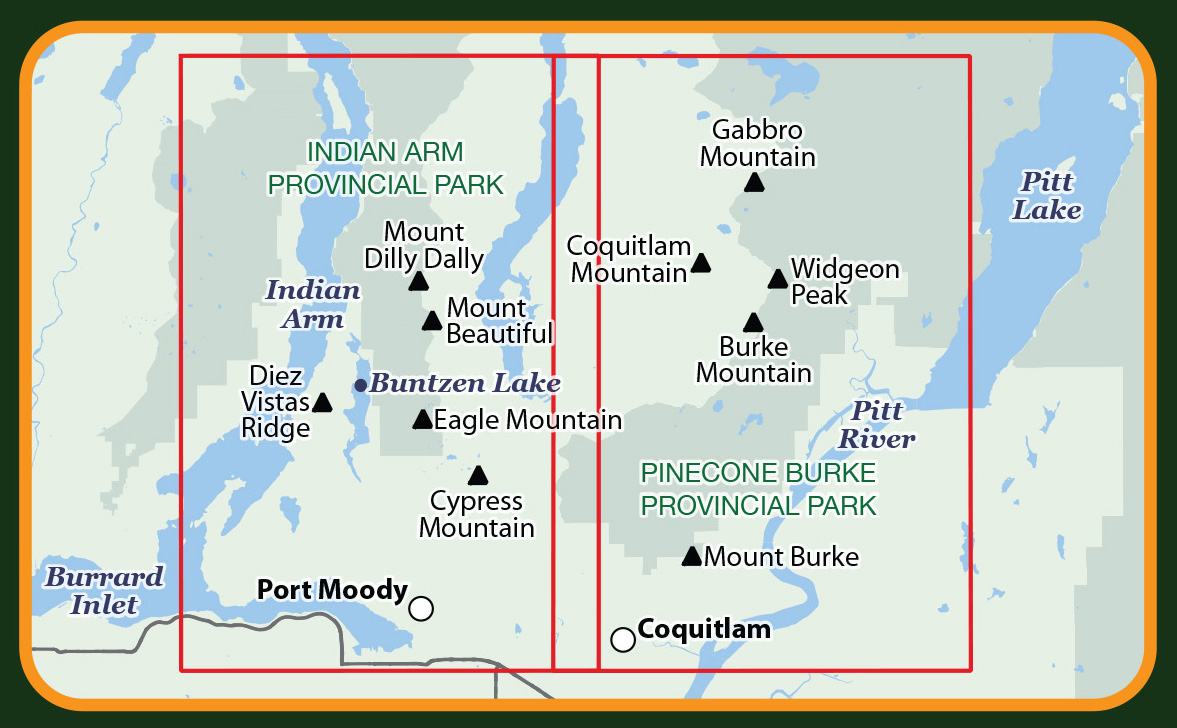 Gabbro
Mountain
INDIAN ARM
PROVINCIAL PARK
Pitt
Lake
Mount
Dilly Dally
Coquitlam
Mountain
Widgeon
Peak
Indian
Arm
Mount
Beautiful
Burke
Mountain
Diez
Vistas
Ridge
Buntzen Lake
Eagle Mountain
Pitt
River
PINECONE BURKE
PROVINCIAL PARK
Cypress
Mountain
Mount Burke
Burrard
Inlet
Port Moody
Coquitlam